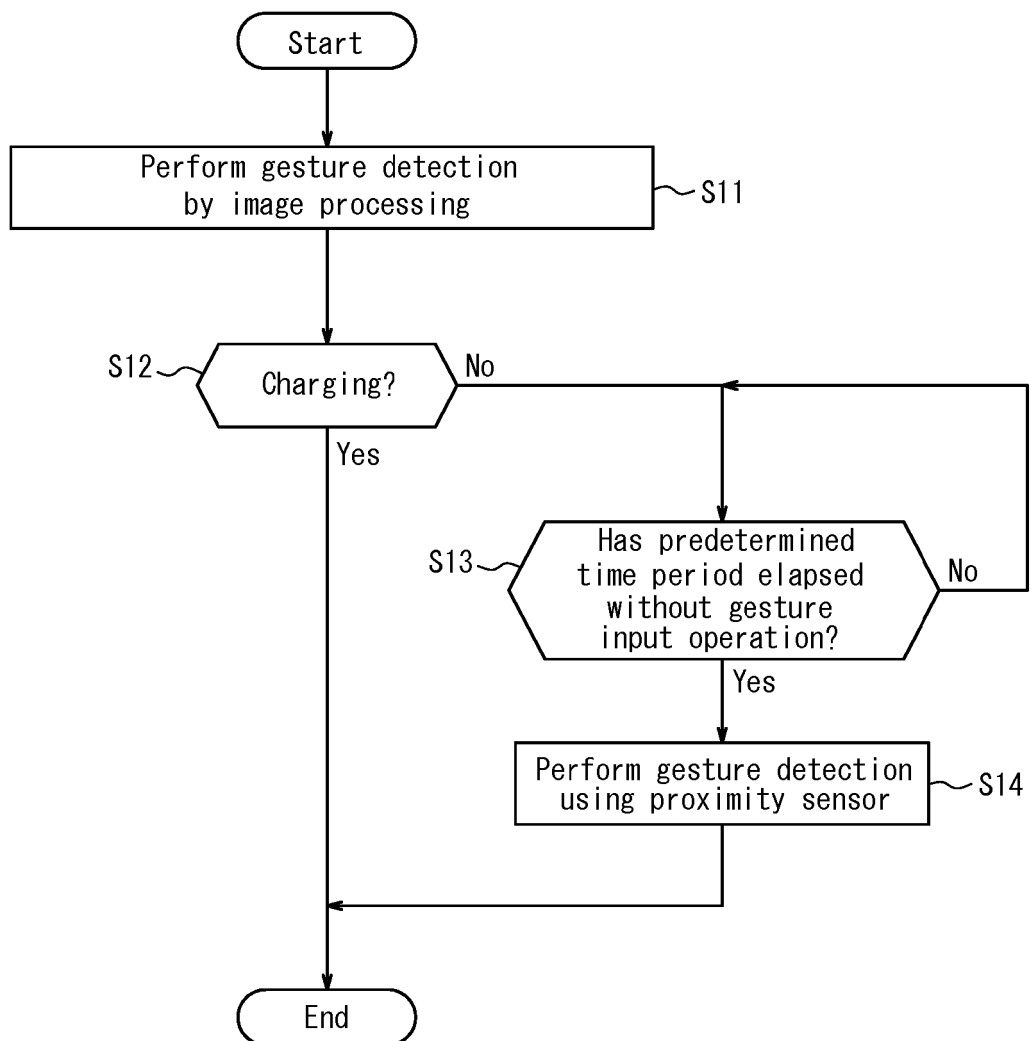 Start
Perform gesture detection
by image processing
S11
S12
Charging?
No
Yes
S13
Has predetermined
time period elapsed
without gesture
input operation?
No
Yes
Perform gesture detection
using proximity sensor
S14
End